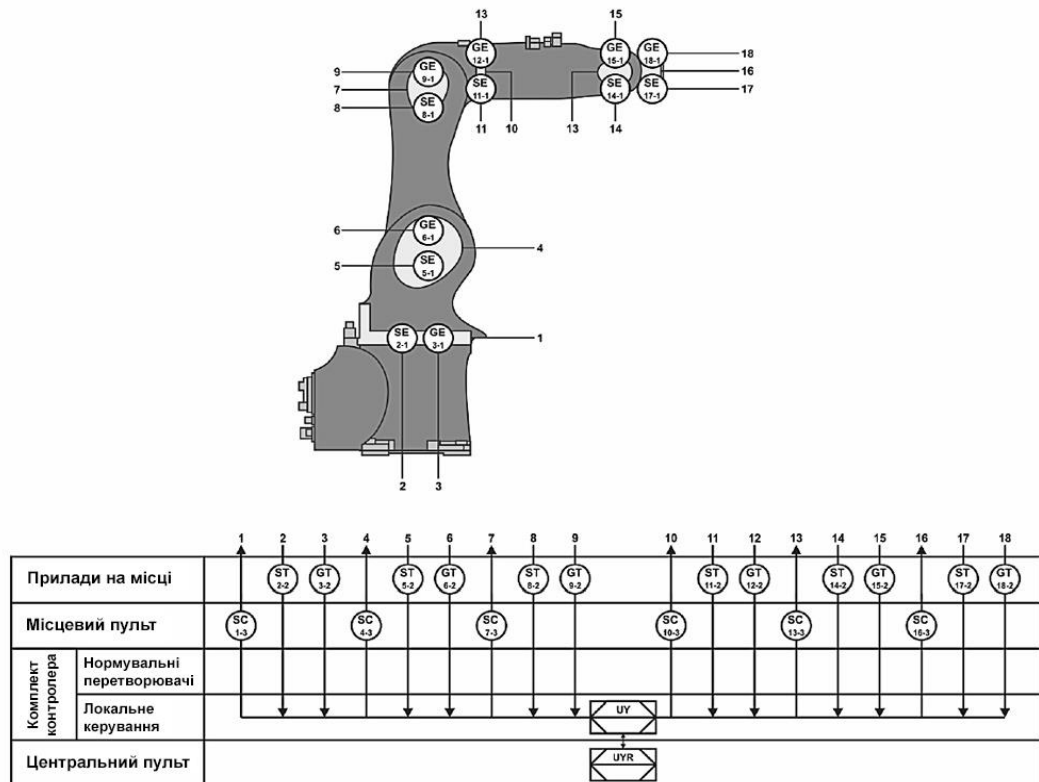 13
15
GE
12-1
GE
15-1
GE
18-1
18
9
GE
9-1
16
7
SE
11-1
SE
14-1
SE
17-1
17
8
SE
8-1
11
10
13
14
6
GE
6-1
4
5
SE
5-1
SE
2-1
GE
3-1
1
2
3
1 2 3 4 5 6 7 8 9 10 11 12 13 14 15 16 17 18
Прилади на місці
ST
2-2
GT
3-2
ST
5-2
GT
6-2
ST
8-2
GT
9-2
ST
11-2
GT
12-2
ST
14-2
GT
15-2
ST
17-2
GT
18-2
Місцевий пульт
SC
1-3
SC
4-3
SC
7-3
SC
10-3
SC
13-3
SC
16-3
Комплект
контролера
Нормувальні
перетворювачі
Локальне
керування
UY
Центральний пульт
UYR